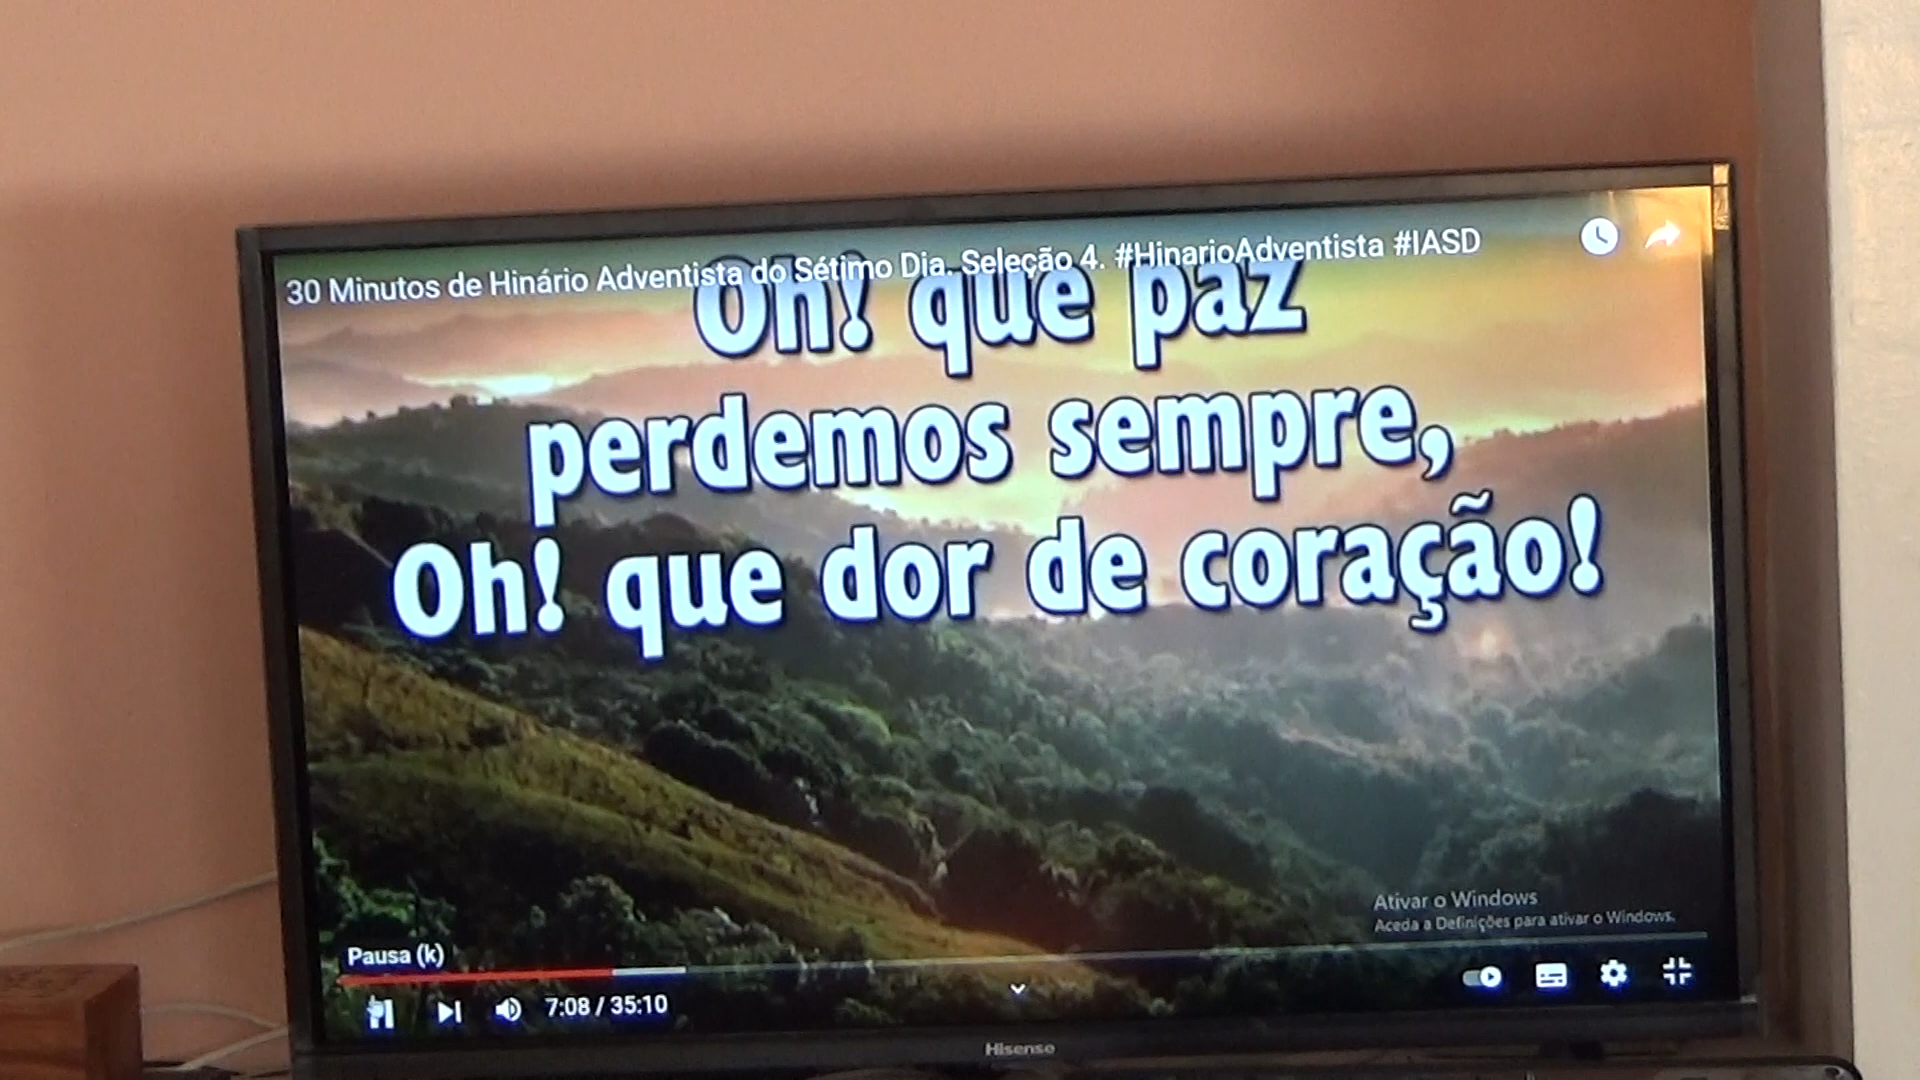 30 Minutos de Hinário Adventista do Sétimo Dia. Seleção 4. #HinarioAdventista #IASD
Oh! que paz
perdemos sempre,
Oh! que dor de coração!
Ativar o Windows
Aceda a Definições para ativar o Windows.
Pausa (k)
7:08 / 35:10
Hisense